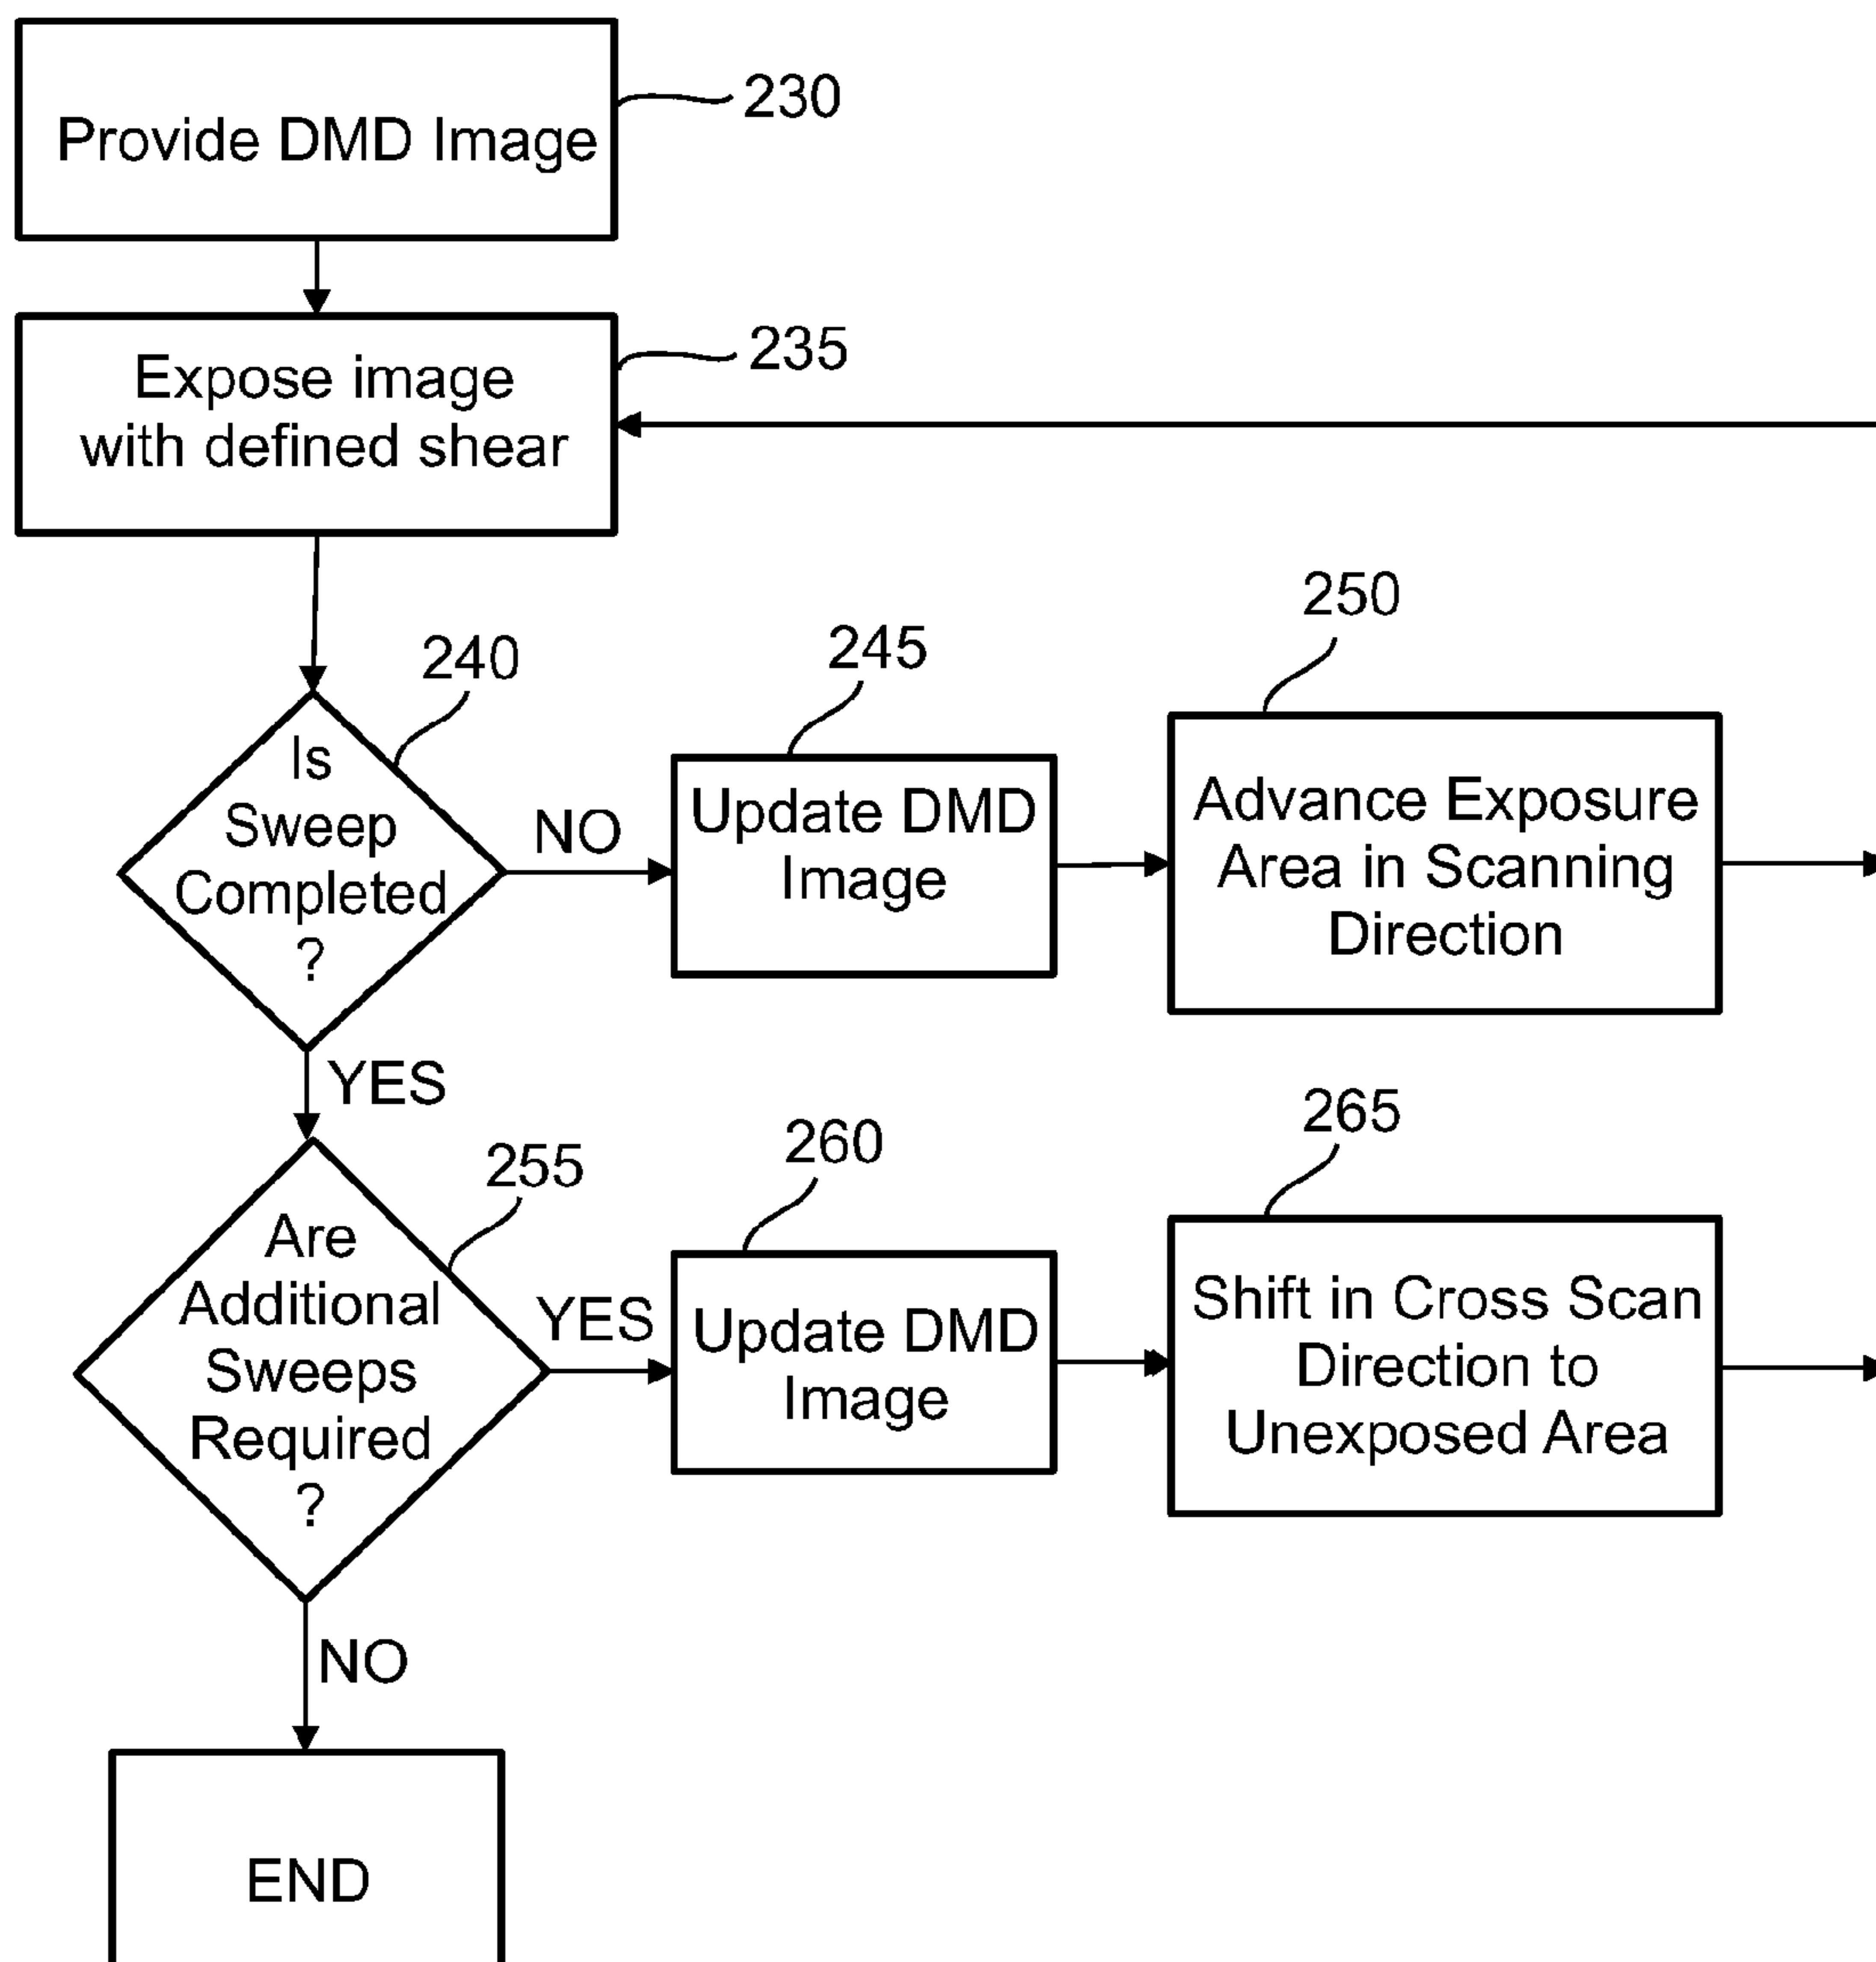 Provide DMD Image
230
Expose image
with defined shear
235
240
Is
Sweep
Completed
?
NO
245
Update DMD
Image
250
Advance Exposure
Area in Scanning
Direction
YES
255
Are
Additional
Sweeps
Required
?
YES
260
Update DMD
Image
265
Shift in Cross Scan
Direction to
Unexposed Area
NO
END